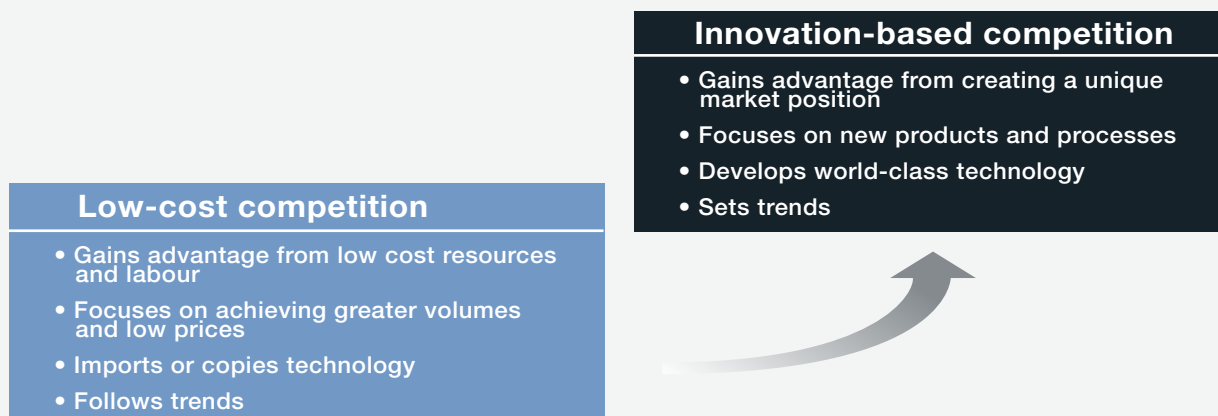 Innovation-based competition
• Gains advantage from creating a unique
market position
• Focuses on new products and processes
• Develops world-class technology
• Sets trends
Low-cost competition
• Gains advantage from low cost resources
and labour
• Focuses on achieving greater volumes
and low prices
• Imports or copies technology
• Follows trends